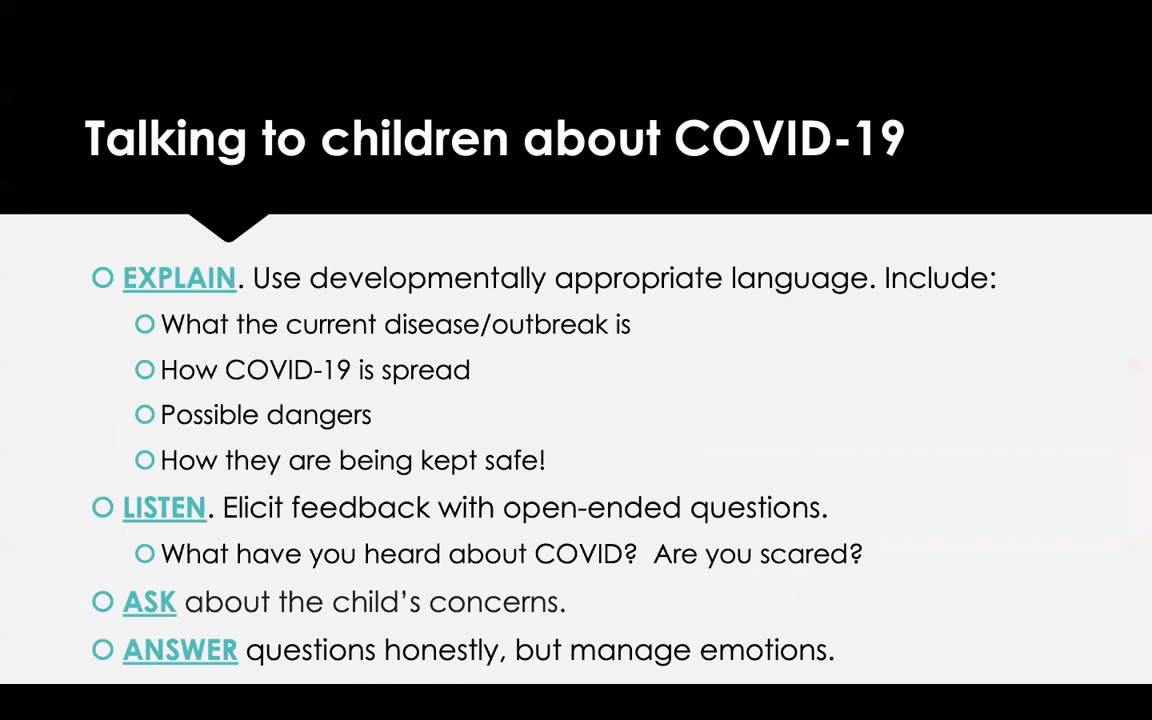 Talking to children about COVID-19
EXPLAIN. Use developmentally appropriate language. Include:
What the current disease/outbreak is
How COVID-19 is spread
Possible dangers
How they are being kept safe!
LISTEN. Elicit feedback with open-ended questions.
What have you heard about COVID?  Are you scared?
ASK about the child’s concerns.
ANSWER questions honestly, but manage emotions.